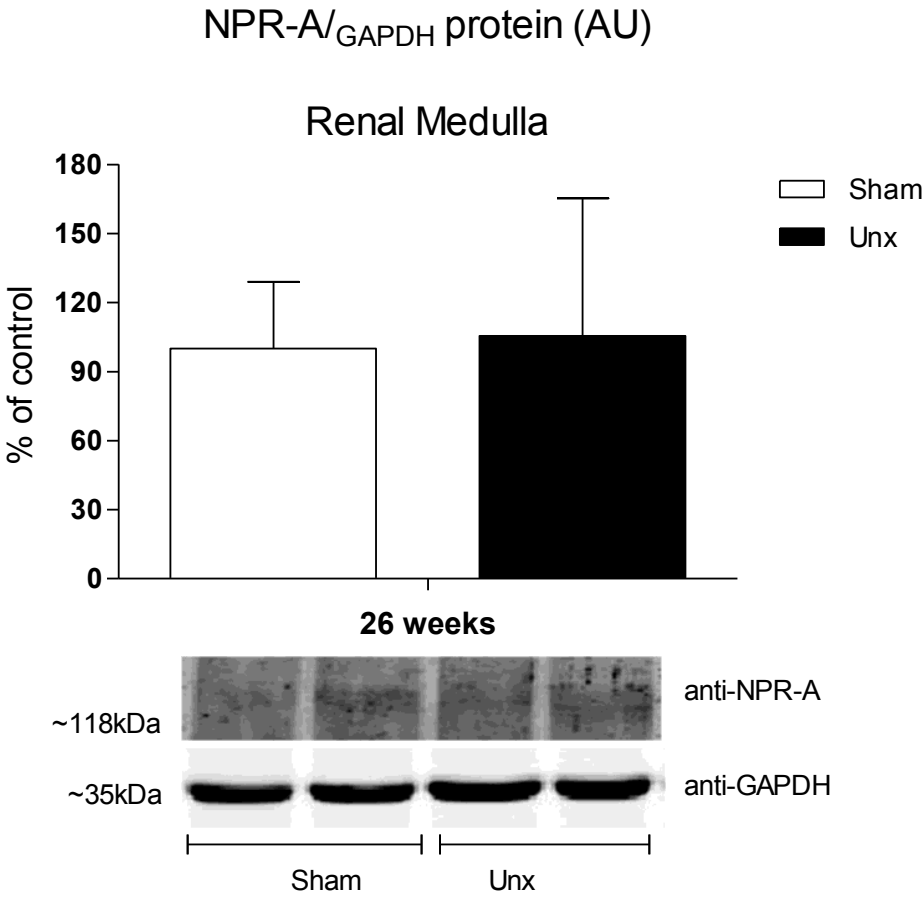 NPR-A/GAPDH protein (AU)
Renal Medulla
% of control
180
150
120
90
60
30
0
Sham
Unx
26 weeks
anti-NPR-A
~118kDa
~35kDa
anti-GAPDH
Sham
Unx